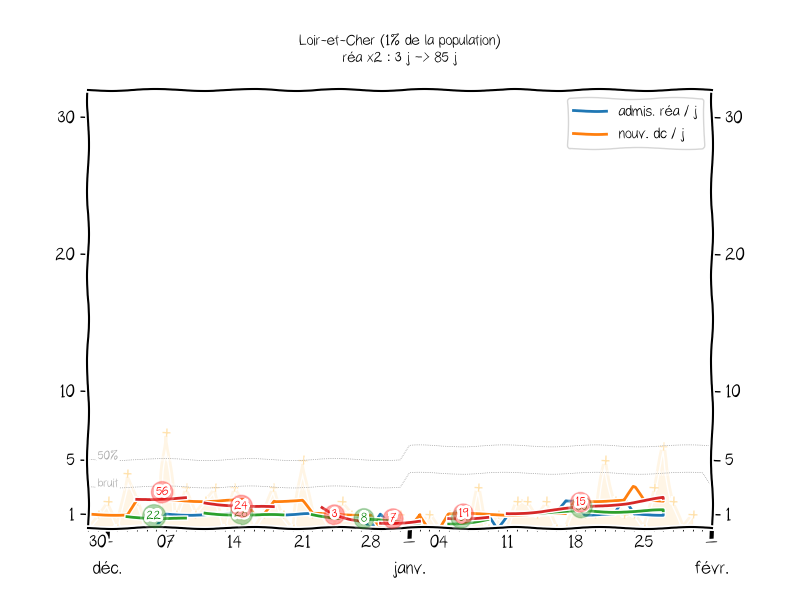 Loir-et-Cher (1% de la population)
réa x2 : 3 j -> 85 j
admis. réa / j
nouv. dc / j
30 30
20 20
10 10
50%
5 5
bruit
1 1
56 24 22 3 8 7 19 15
30 07 14 21 28 04 11 18 25
déc. janv. févr.